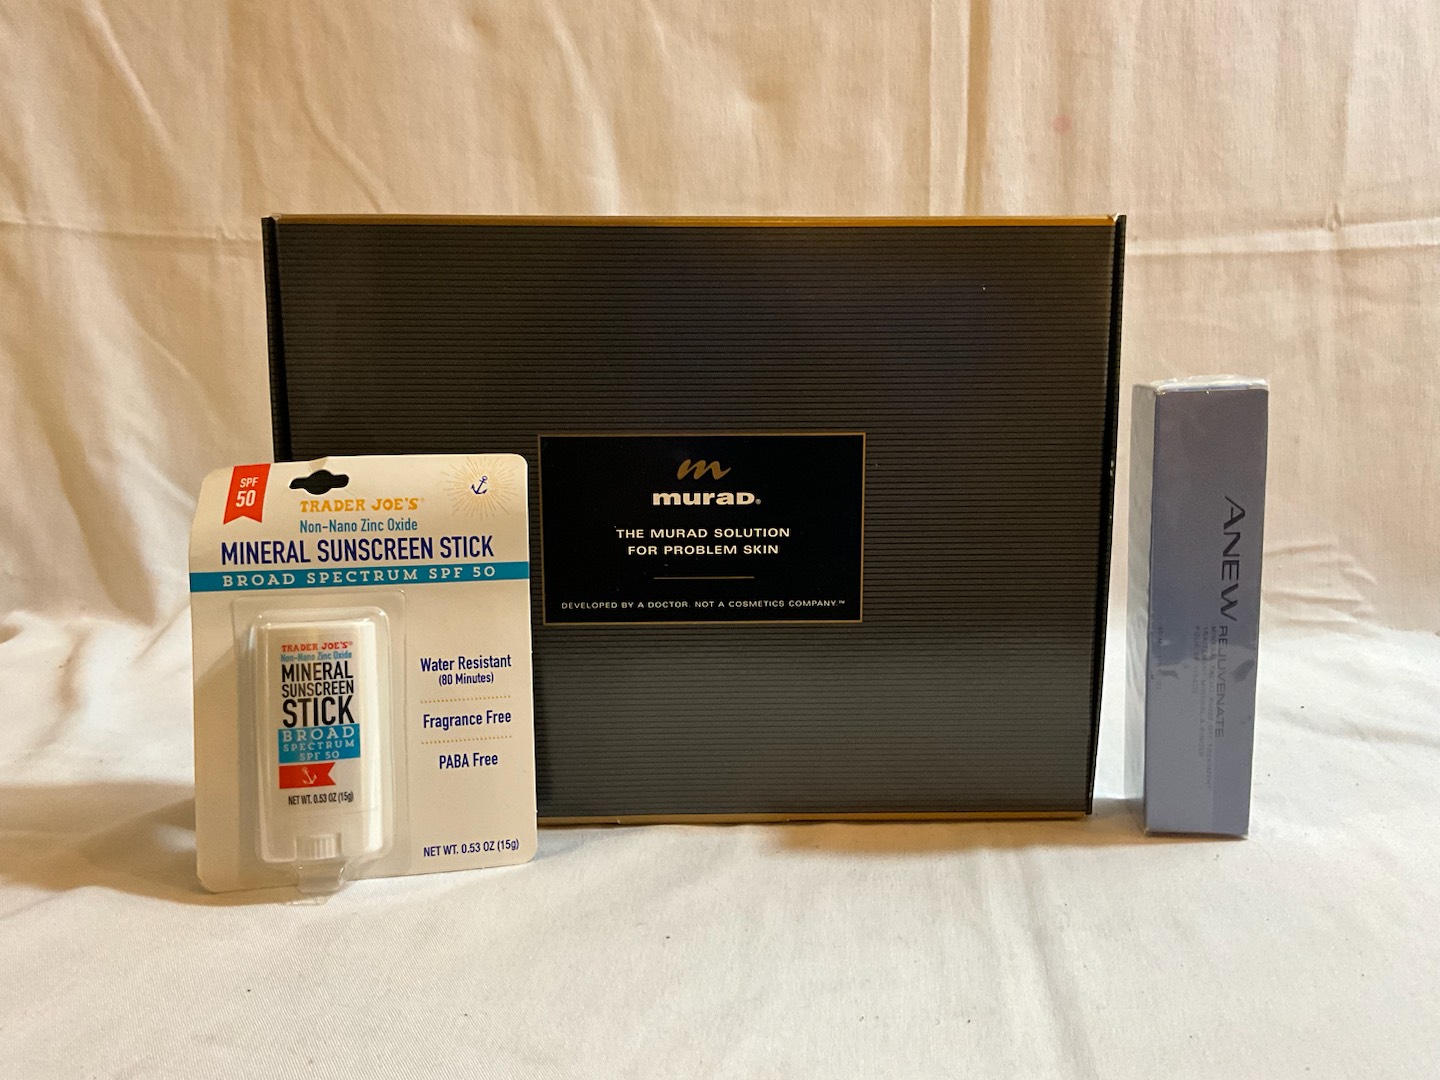 SPF
50
TRADER JOE'S®
Non-Nano Zinc Oxide
MINERAL SUNSCREEN STICK
BROAD SPECTRUM SPF 50
TRADER JOE'S®
Non-Nano Zinc Oxide
MINERAL
SUNSCREEN
STICK
BROAD
SPECTRUM
SPF 50
NET WT. 0.53 OZ (15g)
Water Resistant
(80 Minutes)
Fragrance Free
PABA Free
NET WT. 0.53 OZ (15g)
m
muraD®
THE MURAD SOLUTION
FOR PROBLEM SKIN
DEVELOPED BY A DOCTOR. NOT A COSMETICS COMPANY.™
ANEW
REJUVENATE